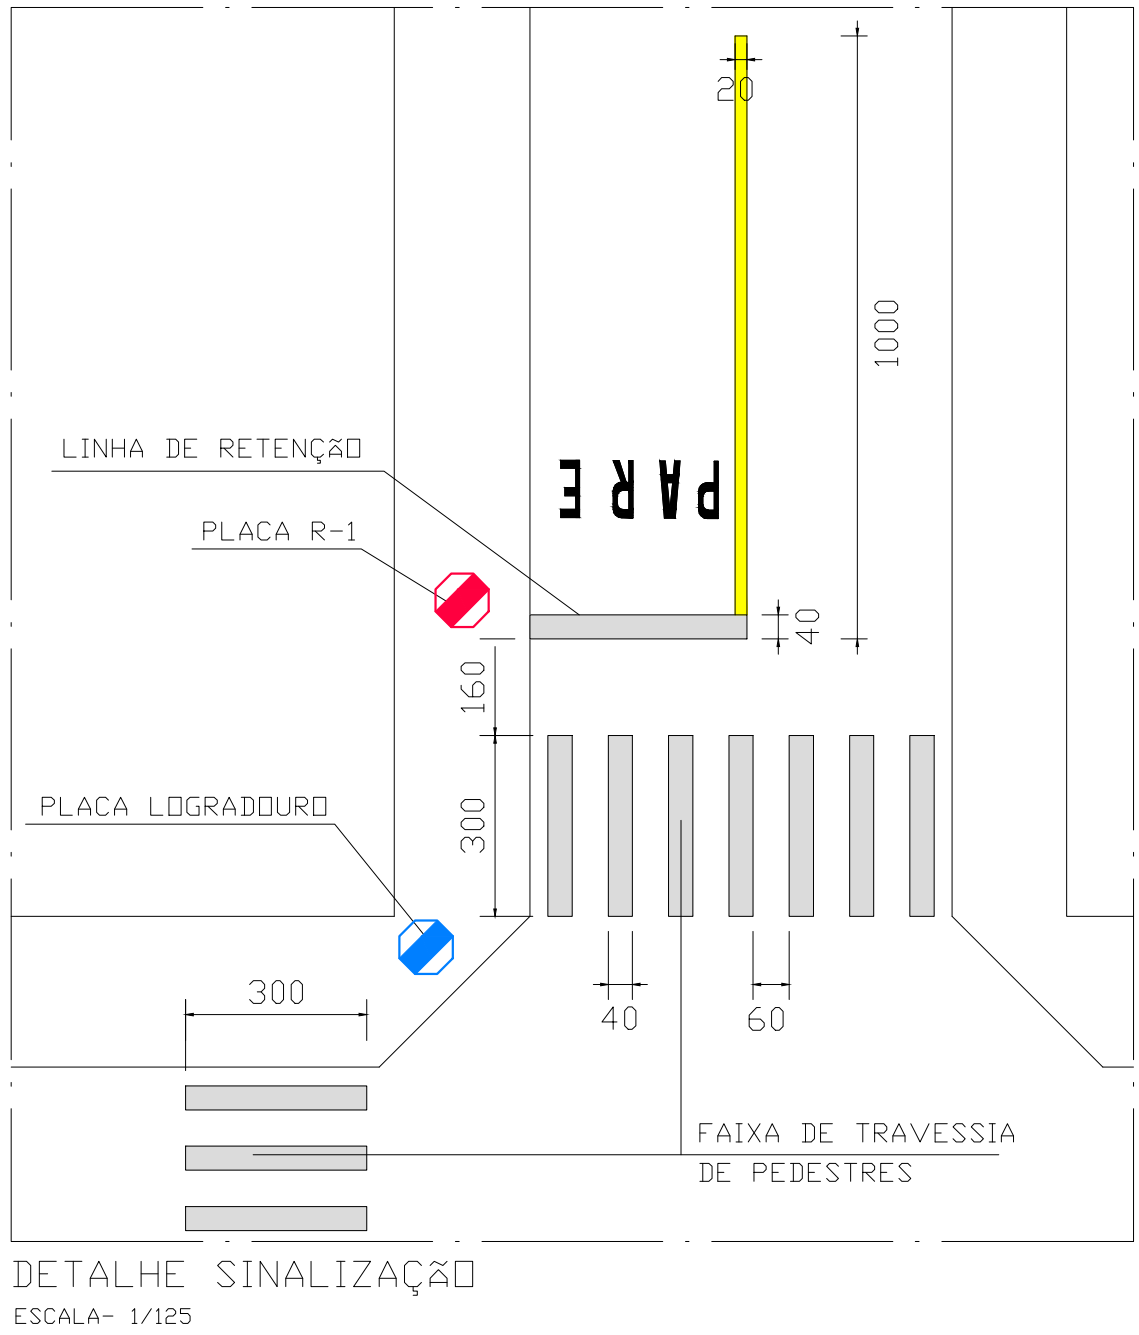 20
1000
LINHA DE RETENÇÃO
PARE
PLACA R-1
40
160
PLACA LOGRADOURO
300
300
40
60
FAIXA DE TRAVESSIA
DE PEDESTRES
DETALHE SINALIZAÇÃO
ESCALA- 1/125